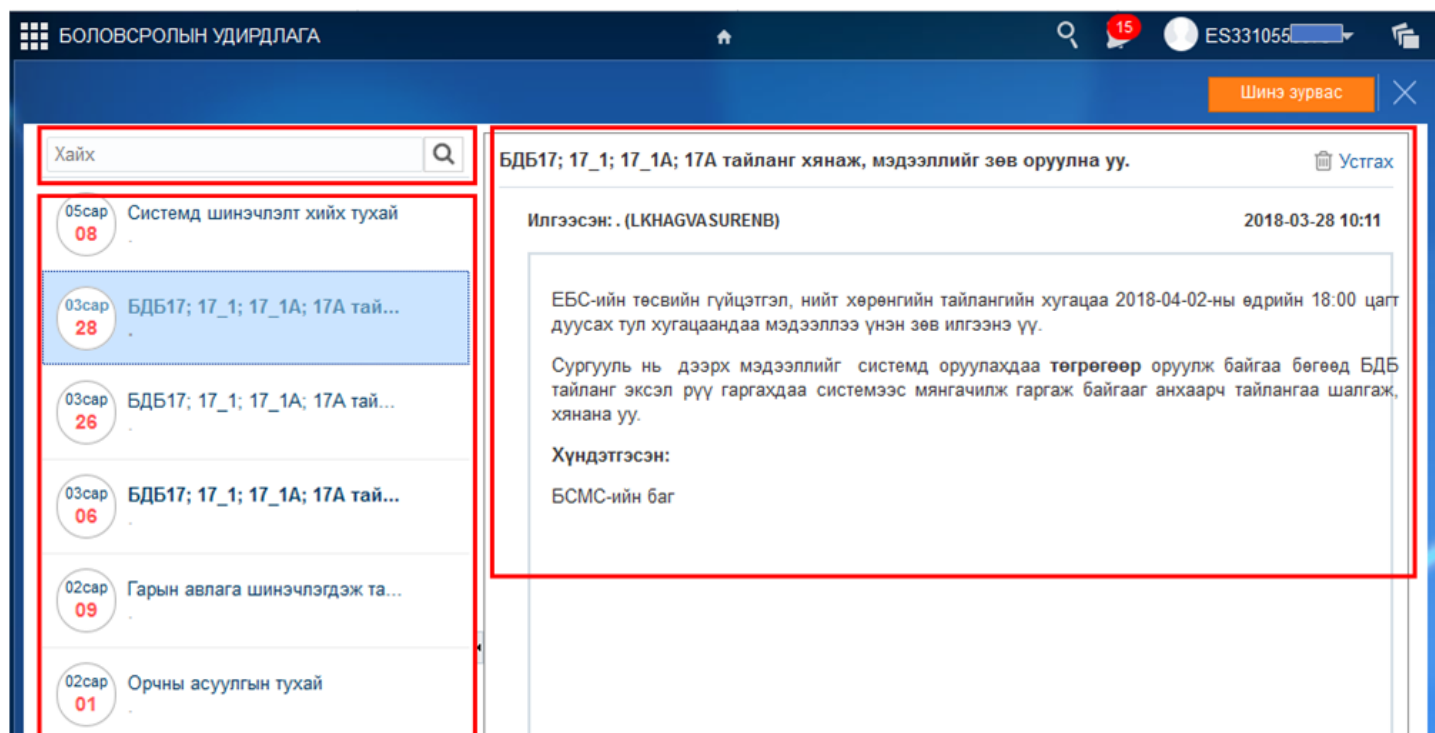 БОЛОВСРОЛЫН УДИРДЛАГА
15
ES331055
Шинэ зурвас
Хайх
05сар
08
Системд шинэчлэлт хийх тухай
.
03сар
28
БДБ17; 17_1; 17_1А; 17А тай...
.
03сар
26
БДБ17; 17_1; 17_1А; 17А тай...
.
03сар
06
БДБ17; 17_1; 17_1А; 17А тай...
.
02сар
09
Гарын авлага шинэчлэгдэж та...
.
02сар
01
Орчны асуулгын тухай
.
БДБ17; 17_1; 17_1А; 17А тайланг хянаж, мэдээллийг зөв оруулна уу.
Устгах
Илгээсэн: . (LKHAGVASURENB)
2018-03-28 10:11
ЕБС-ийн төсвийн гүйцэтгэл, нийт хөрөнгийн тайлангийн хугацаа 2018-04-02-ны өдрийн 18:00 цагт
дуусах тул хугацаандаа мэдээллээ үнэн зөв илгээнэ үү.
Сургууль нь дээрх мэдээллийг системд оруулахдаа төгрөгөөр оруулж байгаа бөгөөд БДБ
тайланг эксэл рүү гаргахдаа системээс мянгачилж гаргаж байгааг анхаарч тайлангаа шалгаж,
хянана уу.
Хүндэтгэсэн:
БСМС-ийн баг